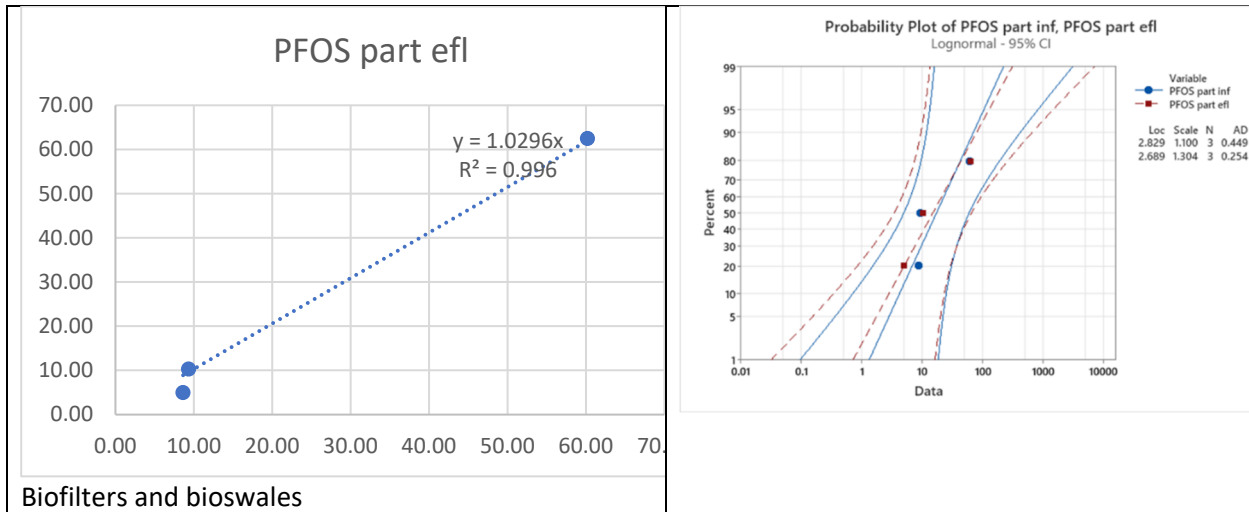 PFOS part efl
70.00
60.00
50.00
40.00
30.00
20.00
10.00
0.00
y = 1.0296x
R² = 0.996
0.00 10.00 20.00 30.00 40.00 50.00 60.00 70.
Biofilters and bioswales
Probability Plot of PFOS part inf, PFOS part efl
Lognormal - 95% CI
99
95
90
80
70
60
50
40
30
20
10
5
1
Percent
0.01 0.1 1 10 100 1000 10000
Data
Variable
PFOS part inf
PFOS part efl
Loc Scale N AD
2.829 1.100 3 0.449
2.689 1.304 3 0.254